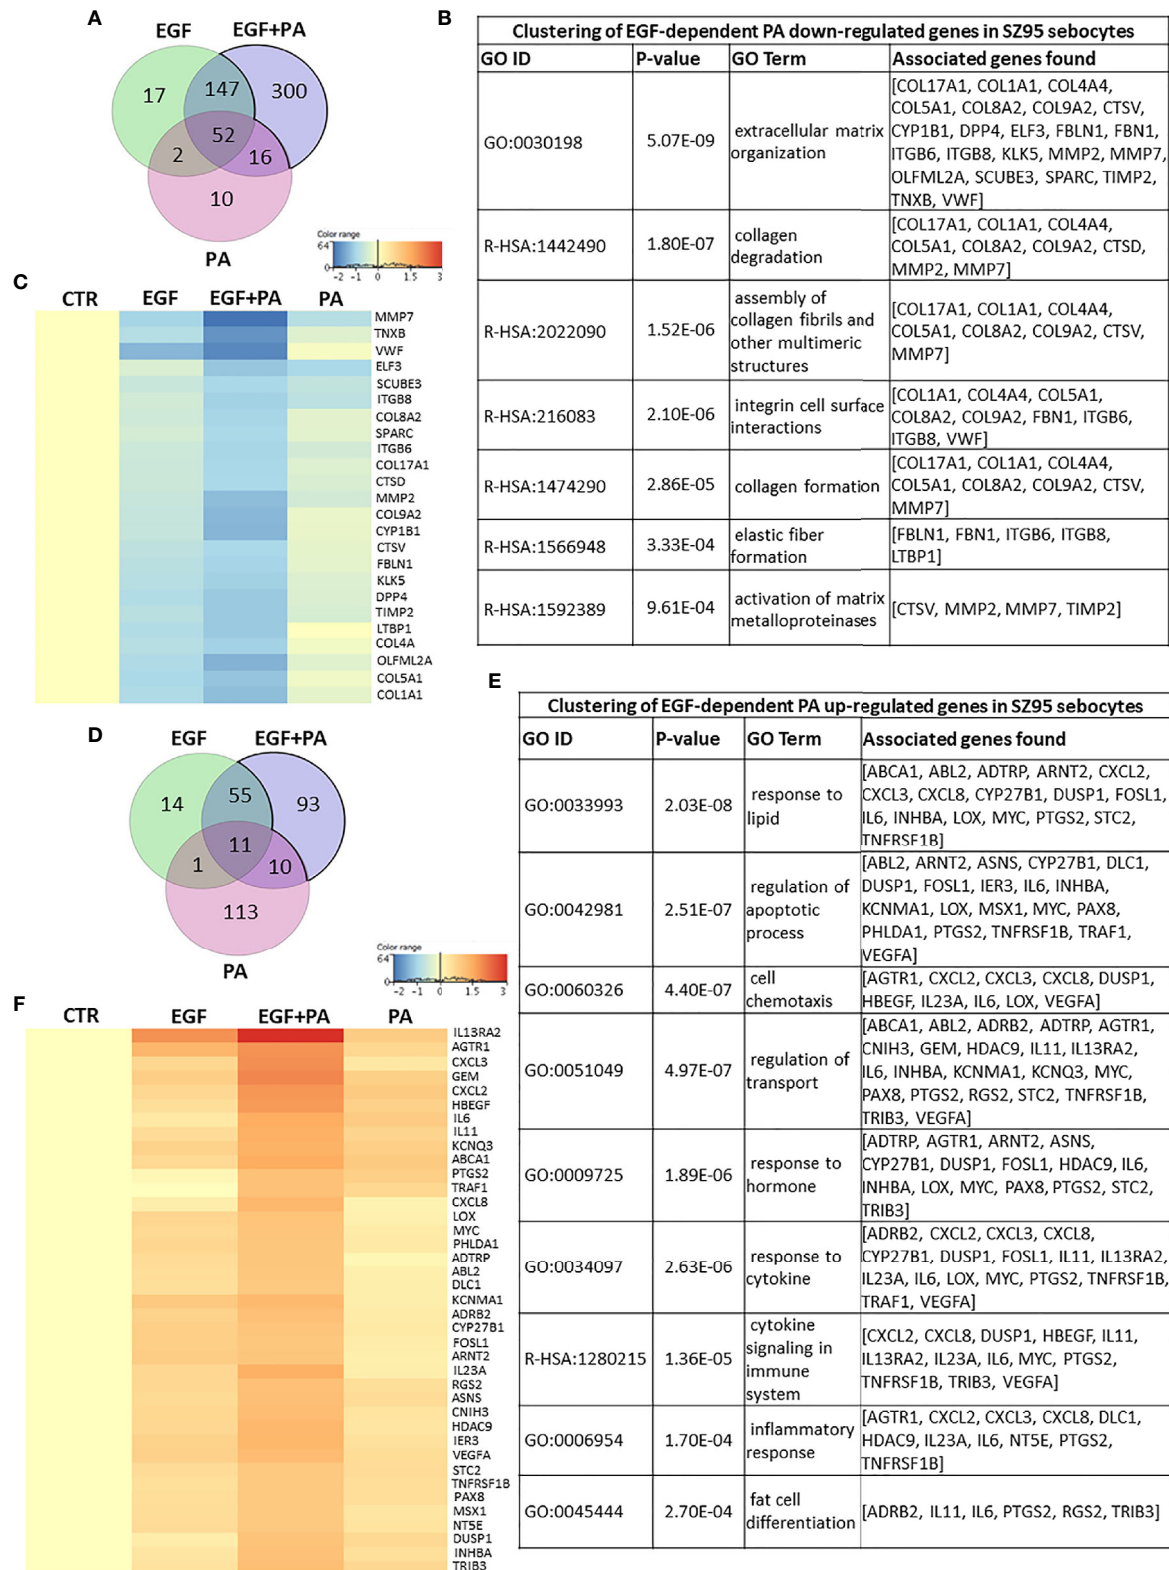 A
EGF
EGF+PA
17
147
300
52
2
16
10
PA
B
Clustering of EGF-dependent PA down-regulated genes in SZ95 sebocytes
GO ID
P-value
GO Term
Associated genes found
GO:0030198
5.07E-09
extracellular matrix
organization
[COL17A1, COL1A1, COL4A4,
COL5A1, COL8A2, COL9A2, CTSV,
CYP1B1, DPP4, ELF3, FBLN1, FBN1,
ITGB6, ITGB8, KLK5, MMP2, MMP7,
OLFML2A, SCUBE3, SPARC, TIMP2,
TNXB, VWF]
R-HSA:1442490
1.80E-07
collagen
degradation
[COL17A1, COL1A1, COL4A4,
COL5A1, COL8A2, COL9A2, CTSD,
MMP2, MMP7]
R-HSA:2022090
1.52E-06
assembly of
collagen fibrils and
other multimeric
structures
[COL17A1, COL1A1, COL4A4,
COL5A1, COL8A2, COL9A2, CTSV,
MMP7]
R-HSA:216083
2.10E-06
integrin cell surface
interactions
[COL1A1, COL4A4, COL5A1,
COL8A2, COL9A2, FBN1, ITGB6,
ITGB8, VWF]
R-HSA:1474290
2.86E-05
collagen formation
[COL17A1, COL1A1, COL4A4,
COL5A1, COL8A2, COL9A2, CTSV,
MMP7]
R-HSA:1566948
3.33E-04
elastic fiber
formation
[FBLN1, FBN1, ITGB6, ITGB8,
LTBP1]
R-HSA:1592389
9.61E-04
activation of matrix
metalloproteinases
[CTSV, MMP2, MMP7, TIMP2]
Color range
64
0
-2 -1 0 1.5 3
C
CTR EGF EGF+PA PA
MMP7
TNXB
VWF
ELF3
SCUBE3
ITGB8
COL8A2
SPARC
ITGB6
COL17A1
CTSD
MMP2
COL9A2
CYP1B1
CTSV
FBLN1
KLK5
DPP4
TIMP2
LTBP1
COL4A
OLFML2A
COL5A1
COL1A1
D
EGF
EGF+PA
14
55
93
11
1
10
113
PA
E
Clustering of EGF-dependent PA up-regulated genes in SZ95 sebocytes
GO ID
P-value
GO Term
Associated genes found
GO:0033993
2.03E-08
response to
lipid
[ABCA1, ABL2, ADTRP, ARNT2, CXCL2,
CXCL3, CXCL8, CYP27B1, DUSP1, FOSL1,
IL6, INHBA, LOX, MYC, PTGS2, STC2,
TNFRSF1B]
GO:0042981
2.51E-07
regulation of
apoptotic
process
[ABL2, ARNT2, ASNS, CYP27B1, DLC1,
DUSP1, FOSL1, IER3, IL6, INHBA,
KCNMA1, LOX, MSX1, MYC, PAX8,
PHLDA1, PTGS2, TNFRSF1B, TRAF1,
VEGFA]
GO:0060326
4.40E-07
cell
chemotaxis
[AGTR1, CXCL2, CXCL3, CXCL8, DUSP1,
HBEGF, IL23A, IL6, LOX, VEGFA]
GO:0051049
4.97E-07
regulation of
transport
[ABCA1, ABL2, ADRB2, ADTRP, AGTR1,
CNIH3, GEM, HDAC9, IL11, IL13RA2,
IL6, INHBA, KCNMA1, KCNQ3, MYC,
PAX8, PTGS2, RGS2, STC2, TNFRSF1B,
TRIB3, VEGFA]
GO:0009725
1.89E-06
response to
hormone
[ADTRP, AGTR1, ARNT2, ASNS,
CYP27B1, DUSP1, FOSL1, HDAC9, IL6,
INHBA, LOX, MYC, PAX8, PTGS2, STC2,
TRIB3]
GO:0034097
2.63E-06
response to
cytokine
[ADRB2, CXCL2, CXCL3, CXCL8,
CYP27B1, DUSP1, FOSL1, IL11, IL13RA2,
IL23A, IL6, LOX, MYC, PTGS2, TNFRSF1B,
TRAF1, VEGFA]
R-HSA:1280215
1.36E-05
cytokine
signaling in
immune
system
[CXCL2, CXCL8, DUSP1, HBEGF, IL11,
IL13RA2, IL23A, IL6, MYC, PTGS2,
TNFRSF1B, TRIB3, VEGFA]
GO:0006954
1.70E-04
inflammatory
response
[AGTR1, CXCL2, CXCL3, CXCL8, DLC1,
HDAC9, IL23A, IL6, NT5E, PTGS2,
TNFRSF1B]
GO:0045444
2.70E-04
fat cell
differentiation
[ADRB2, IL11, IL6, PTGS2, RGS2, TRIB3]
Color range
64
0
-2 -1 0 1.5 3
F
CTR EGF EGF+PA PA
IL13RA2
AGTR1
CXCL3
GEM
CXCL2
HBEGF
IL6
IL11
KCNQ3
ABCA1
PTGS2
TRAF1
CXCL8
LOX
MYC
PHLDA1
ADTRP
ABL2
DLC1
KCNMA1
ADRB2
CYP27B1
FOSL1
ARNT2
IL23A
RGS2
ASNS
CNIH3
HDAC9
IER3
VEGFA
STC2
TNFRSF1B
PAX8
MSX1
NT5E
DUSP1
INHBA
TRIB3